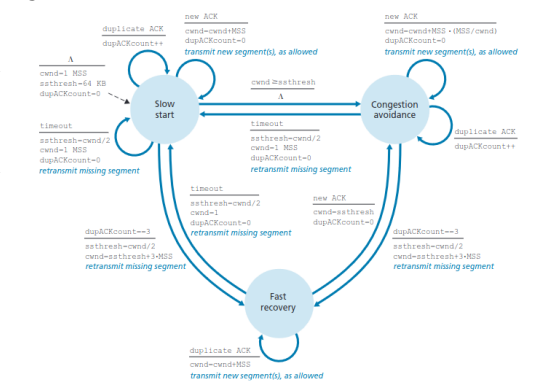 duplicate ACK
dupACKcount++
new ACK
cwnd=cwnd+MSS
dupACKcount=0
transmit new segment(s), as allowed
new ACK
cwnd=cwnd+MSS·(MSS/cwnd)
dupACKcount=0
transmit new segment(s), as allowed
Λ
cwnd=1 MSS
ssthresh=64 KB
dupACKcount=0
Slow
start
cwnd≥ssthresh
Λ
Congestion
avoidance
timeout
ssthresh=cwnd/2
cwnd=1 MSS
dupACKcount=0
retransmit missing segment
timeout
ssthresh=cwnd/2
cwnd=1 MSS
dupACKcount=0
retransmit missing segment
duplicate ACK
dupACKcount++
timeout
ssthresh=cwnd/2
cwnd=1
dupACKcount=0
retransmit missing segment
new ACK
cwnd=ssthresh
dupACKcount=0
dupACKcount==3
ssthresh=cwnd/2
cwnd=ssthresh+3·MSS
retransmit missing segment
dupACKcount==3
ssthresh=cwnd/2
cwnd=ssthresh+3·MSS
retransmit missing segment
Fast
recovery
duplicate ACK
cwnd=cwnd+MSS
transmit new segment(s), as allowed